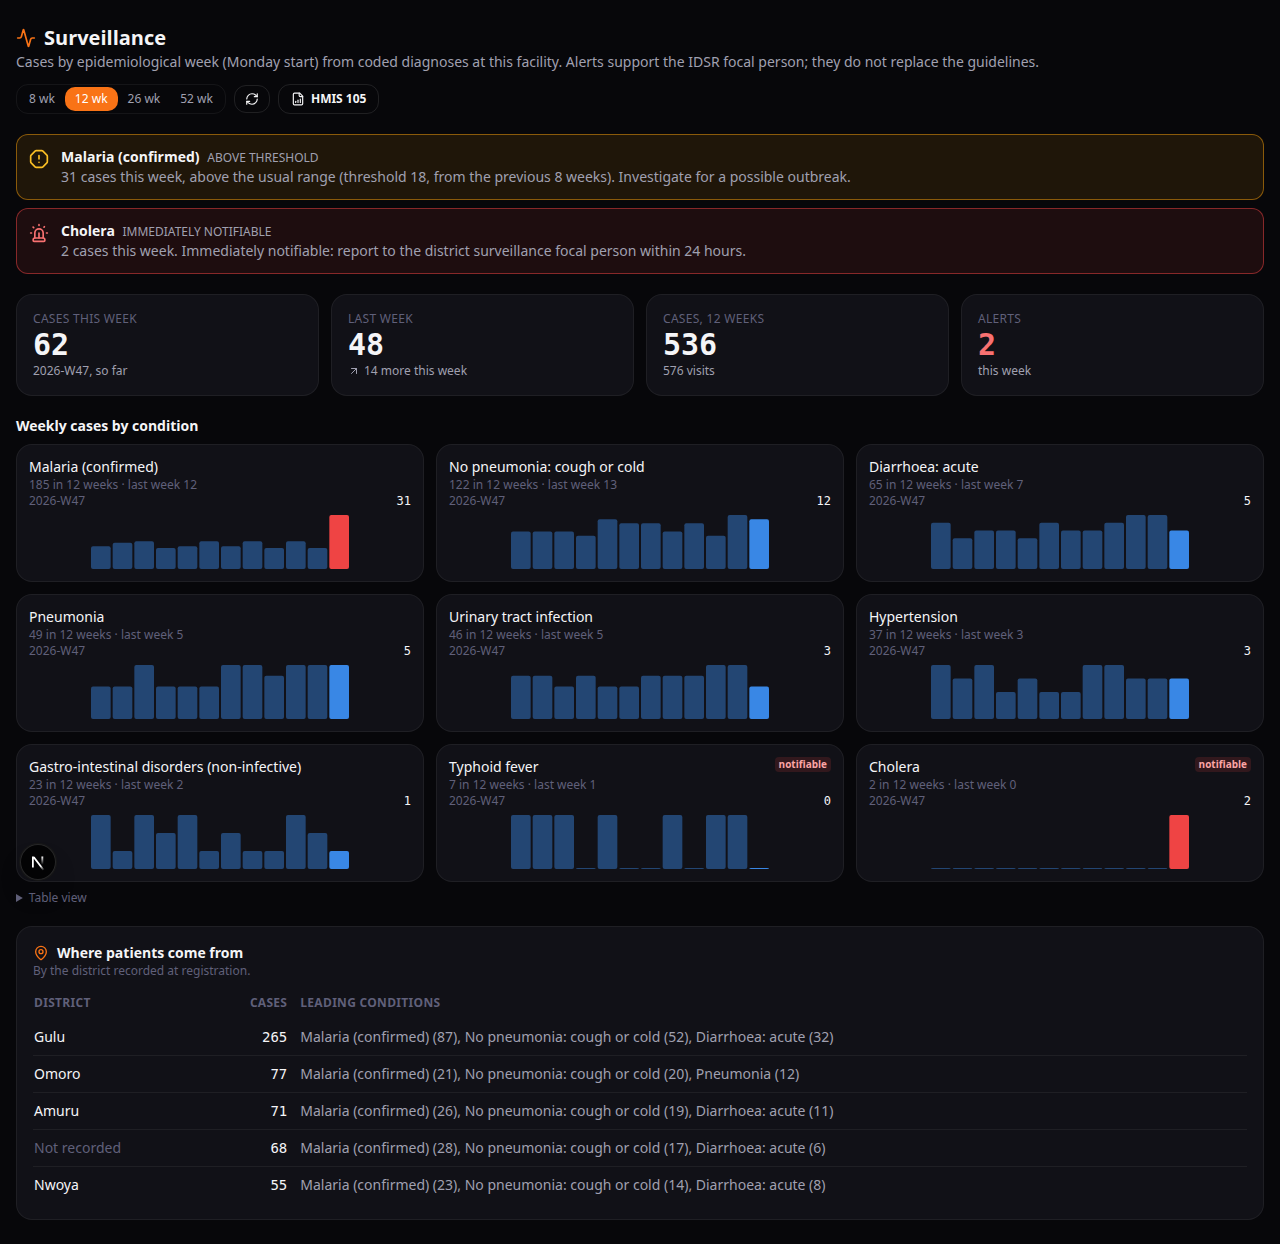 Surveillance
Cases by epidemiological week (Monday start) from coded diagnoses at this facility. Alerts support the IDSR focal person; they do not replace the guidelines.
8 wk 12 wk 26 wk 52 wk HMIS 105
Malaria (confirmed) ABOVE THRESHOLD
31 cases this week, above the usual range (threshold 18, from the previous 8 weeks). Investigate for a possible outbreak.
Cholera IMMEDIATELY NOTIFIABLE
2 cases this week. Immediately notifiable: report to the district surveillance focal person within 24 hours.
CASES THIS WEEK
62
2026-W47, so far
LAST WEEK
48
14 more this week
CASES, 12 WEEKS
536
576 visits
ALERTS
2
this week
Weekly cases by condition
Malaria (confirmed)
185 in 12 weeks · last week 12
2026-W47 31
No pneumonia: cough or cold
122 in 12 weeks · last week 13
2026-W47 12
Diarrhoea: acute
65 in 12 weeks · last week 7
2026-W47 5
Pneumonia
49 in 12 weeks · last week 5
2026-W47 5
Urinary tract infection
46 in 12 weeks · last week 5
2026-W47 3
Hypertension
37 in 12 weeks · last week 3
2026-W47 3
Gastro-intestinal disorders (non-infective)
23 in 12 weeks · last week 2
2026-W47 1
Typhoid fever notifiable
7 in 12 weeks · last week 1
2026-W47 0
Cholera notifiable
2 in 12 weeks · last week 0
2026-W47 2
N
Table view
Where patients come from
By the district recorded at registration.
DISTRICT CASES LEADING CONDITIONS
Gulu 265 Malaria (confirmed) (87), No pneumonia: cough or cold (52), Diarrhoea: acute (32)
Omoro 77 Malaria (confirmed) (21), No pneumonia: cough or cold (20), Pneumonia (12)
Amuru 71 Malaria (confirmed) (26), No pneumonia: cough or cold (19), Diarrhoea: acute (11)
Not recorded 68 Malaria (confirmed) (28), No pneumonia: cough or cold (17), Diarrhoea: acute (6)
Nwoya 55 Malaria (confirmed) (23), No pneumonia: cough or cold (14), Diarrhoea: acute (8)